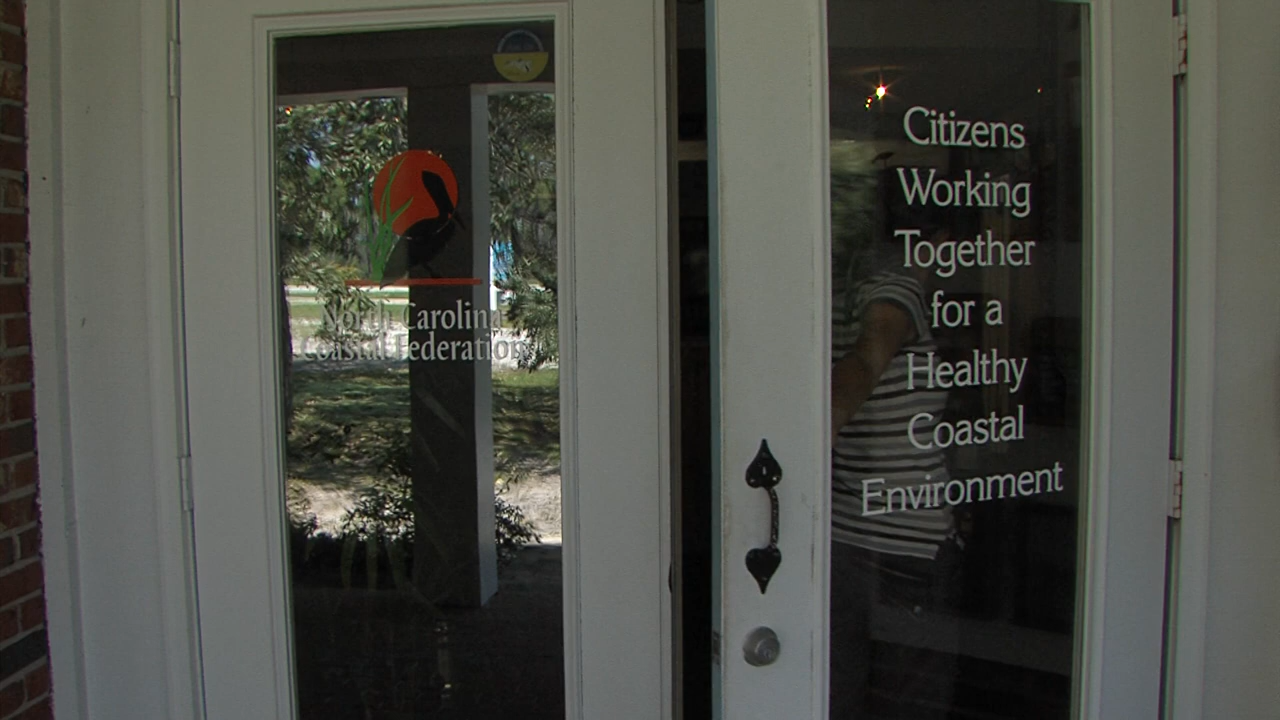 North Carolina
Coastal Federation
Citizens
Working
Together
for a
Healthy
Coastal
Environment